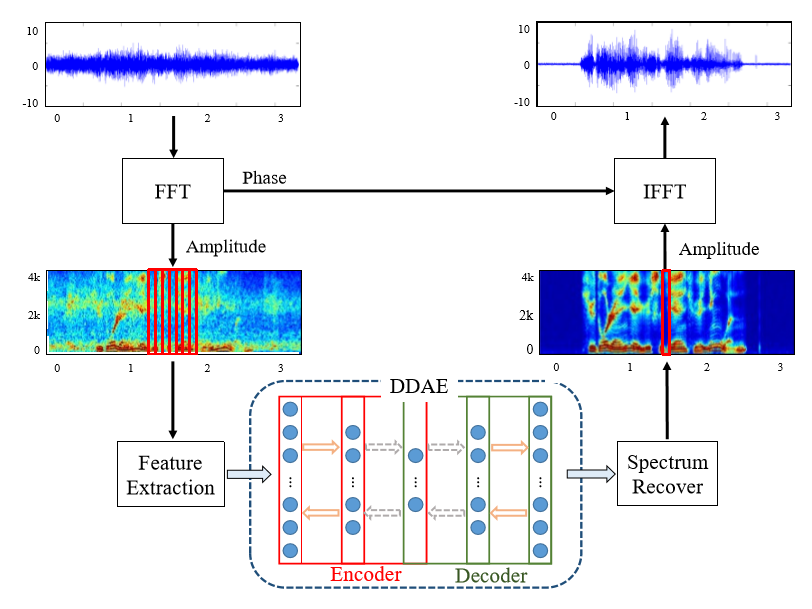 10
0
-10
0 1 2 3
10
0
-10
0 1 2 3
FFT
Phase
IFFT
Amplitude
Amplitude
4k
2k
0
0 1 2 3
4k
2k
0
0 1 2 3
DDAE
Feature
Extraction
...
...
...
...
...
Spectrum
Recover
Encoder
Decoder